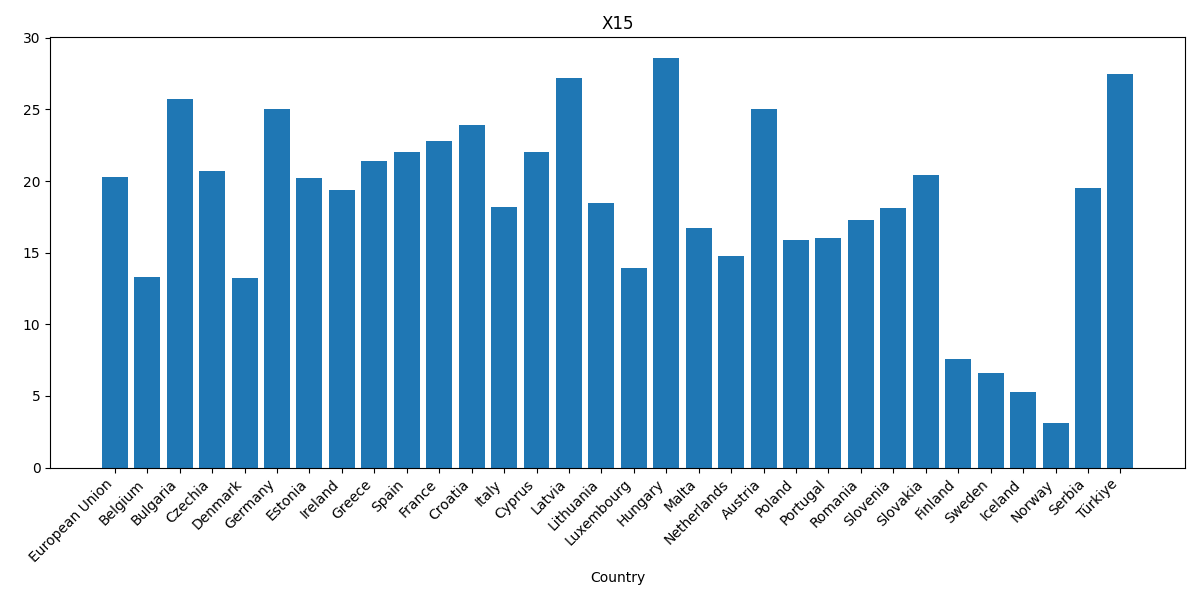 X15
30
25
20
15
10
5
0
European Union
Belgium
Bulgaria
Czechia
Denmark
Germany
Estonia
Ireland
Greece
Spain
France
Croatia
Italy
Cyprus
Latvia
Lithuania
Luxembourg
Hungary
Malta
Netherlands
Austria
Poland
Portugal
Romania
Slovenia
Slovakia
Finland
Sweden
Iceland
Norway
Serbia
Türkiye
Country